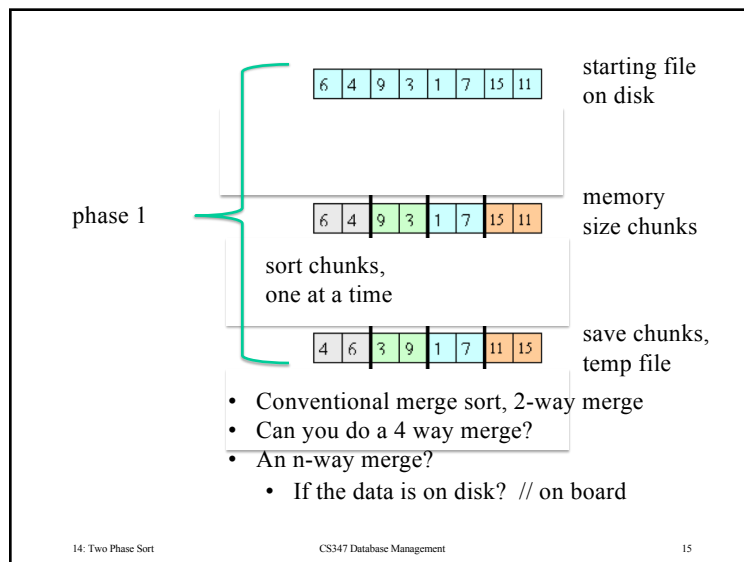 6 4 9 3 1 7 15 11
starting file
on disk
phase 1
6 4 9 3 1 7 15 11
memory
size chunks
sort chunks,
one at a time
4 6 3 9 1 7 11 15
save chunks,
temp file
• Conventional merge sort, 2-way merge
• Can you do a 4 way merge?
• An n-way merge?
• If the data is on disk? // on board
14: Two Phase Sort CS347 Database Management 15